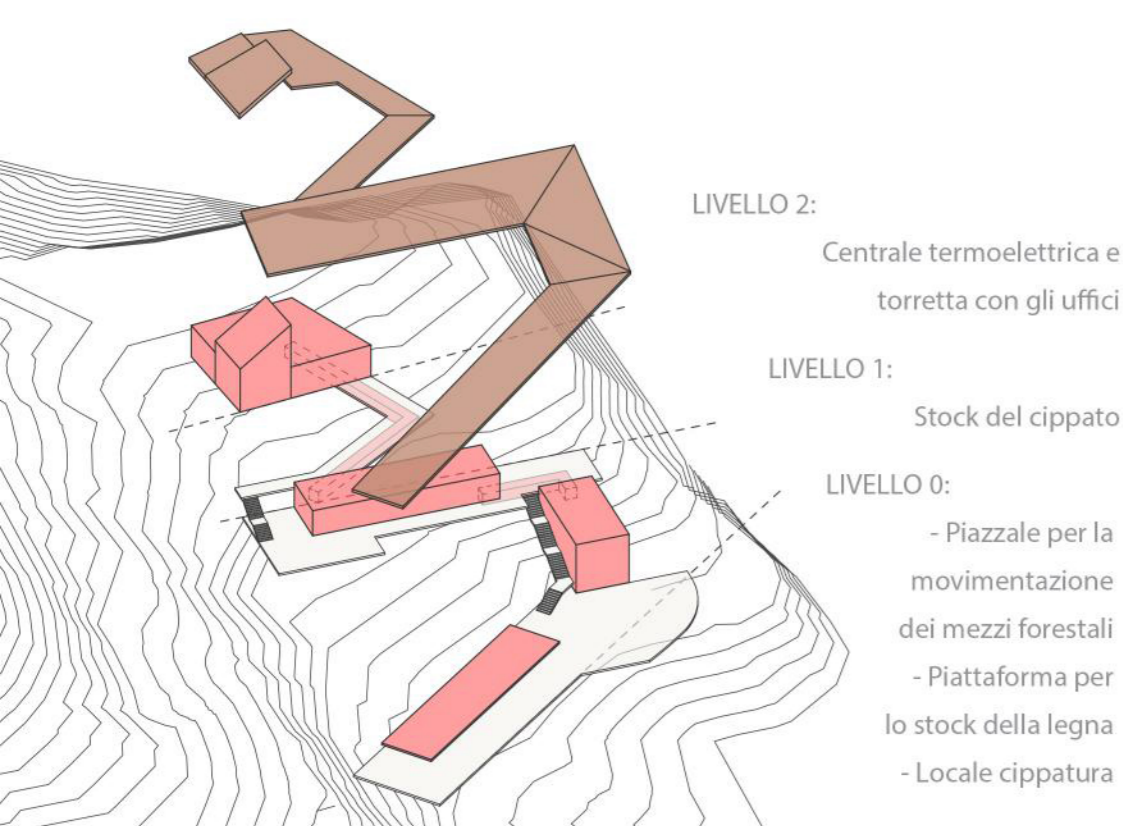 LIVELLO 2:
Centrale termoelettrica e
torretta con gli uffici
LIVELLO 1:
Stock del cippato
LIVELLO 0:
- Piazzale per la
movimentazione
dei mezzi forestali
- Piattaforma per
lo stock della legna
- Locale cippatura